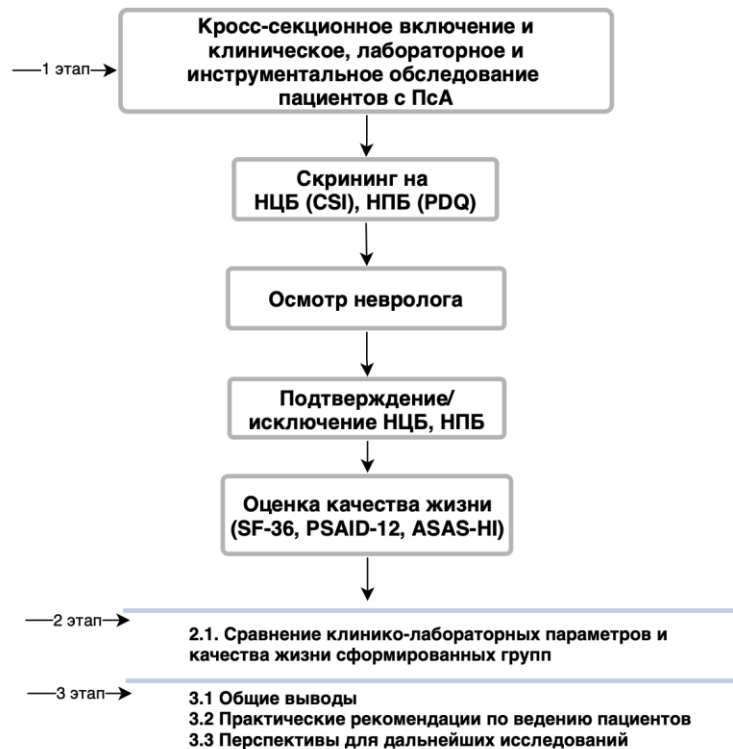 Кросс-секционное включение и
клиническое, лабораторное и
1 этап
инструментальное обследование
пациентов с ПсА
Скрининг на
НЦБ (CSI), НПБ (PDQ)
Осмотр невролога
Подтверждение/
исключение НЦБ, НПБ
Оценка качества жизни
(SF-36, PSAID-12, ASAS-HI)
2 этап
2.1. Сравнение клинико-лабораторных параметров и
качества жизни сформированных групп
3 этап
3.1 Общие выводы
3.2 Практические рекомендации по ведению пациентов
3.3 Перспективы для дальнейших исследований